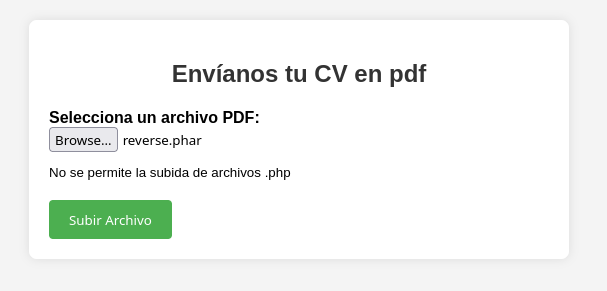 Envíanos tu CV en pdf
Selecciona un archivo PDF:
Browse... reverse.phar
No se permite la subida de archivos .php
Subir Archivo